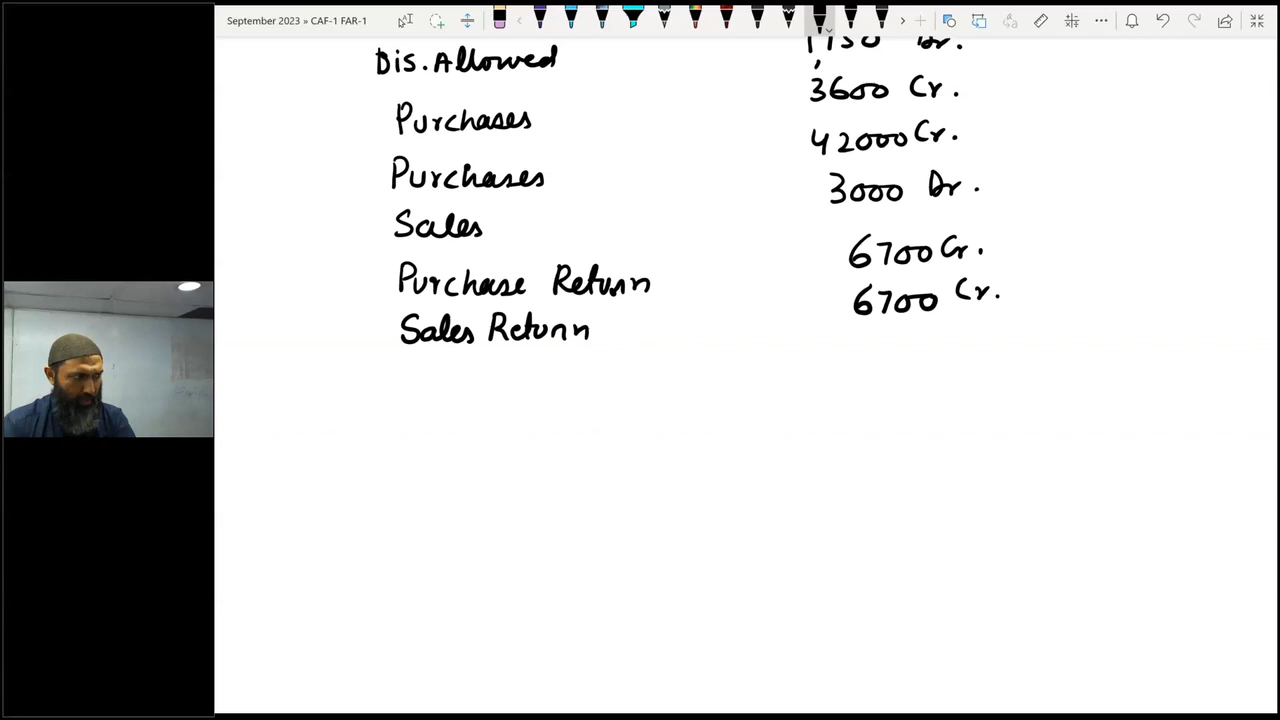 September 2023 » CAF-1 FAR-1
Dis. Allowed
Dr.
Purchases 3600 Cr.
Purchases 42000 Cr.
Sales 3000 Dr.
Purchase Return 6700 Cr.
Sales Return 6700 Cr.